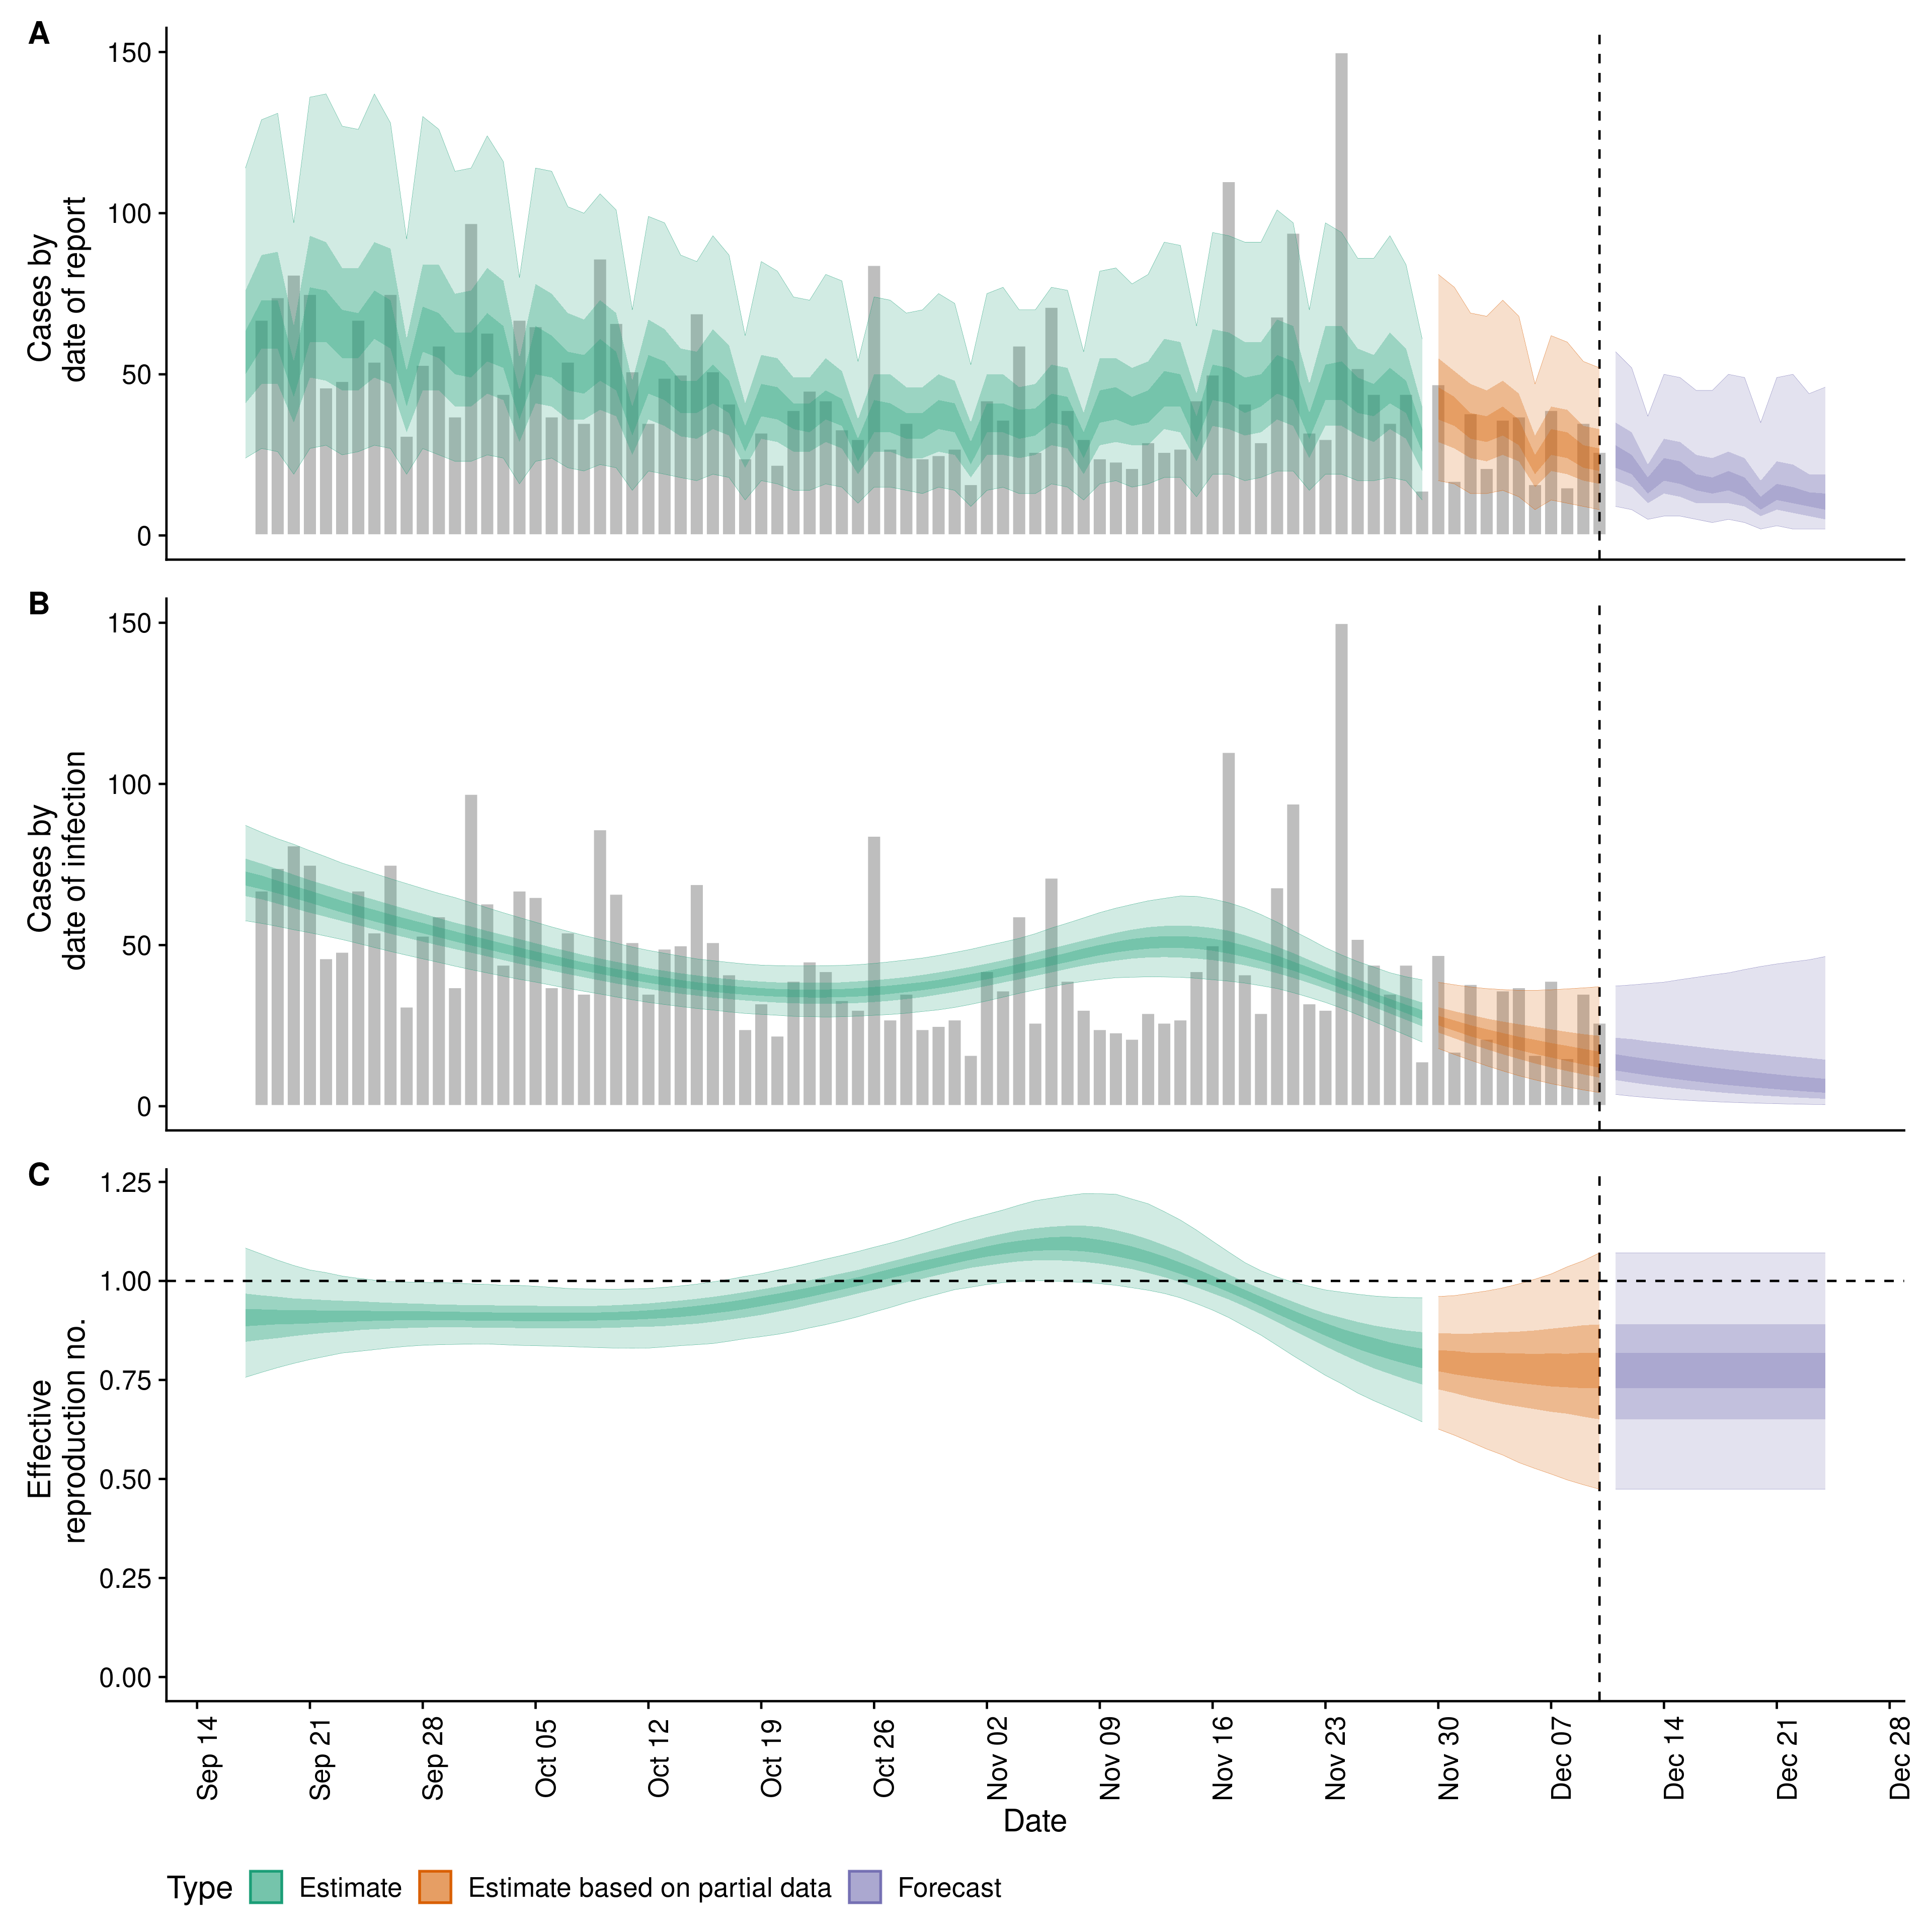 A
150
100
50
0
Cases by
date of report
B
150
100
50
0
Cases by
date of infection
C
1.25
1.00
0.75
0.50
0.25
0.00
Effective
reproduction no.
Sep 14
Sep 21
Sep 28
Oct 05
Oct 12
Oct 19
Oct 26
Nov 02
Nov 09
Nov 16
Nov 23
Nov 30
Dec 07
Dec 14
Dec 21
Dec 28
Date
Type Estimate Estimate based on partial data Forecast